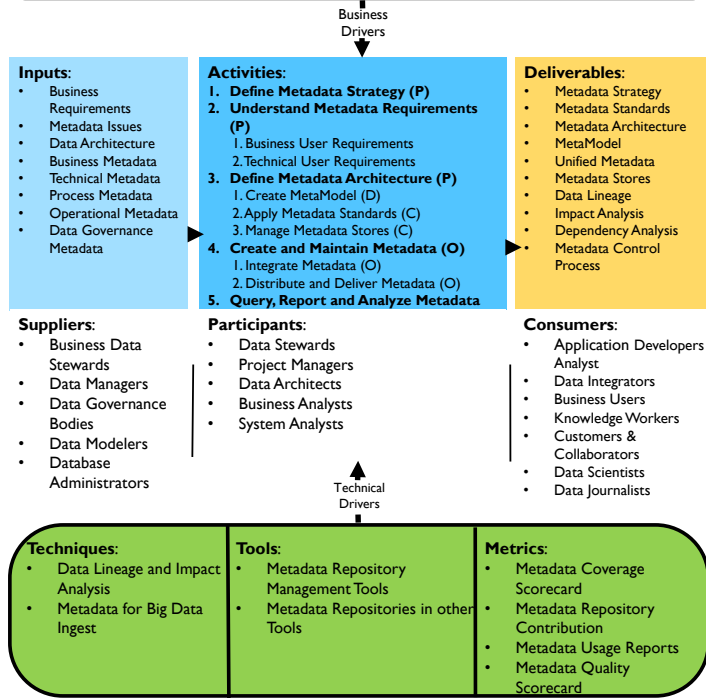 Business
Drivers
Inputs:
• Business
Requirements
• Metadata Issues
• Data Architecture
• Business Metadata
• Technical Metadata
• Process Metadata
• Operational Metadata
• Data Governance
Metadata
Activities:
1. Define Metadata Strategy (P)
2. Understand Metadata Requirements
(P)
1. Business User Requirements
2. Technical User Requirements
3. Define Metadata Architecture (P)
1. Create MetaModel (D)
2. Apply Metadata Standards (C)
3. Manage Metadata Stores (C)
4. Create and Maintain Metadata (O)
1. Integrate Metadata (O)
2. Distribute and Deliver Metadata (O)
5. Query, Report and Analyze Metadata
Deliverables:
• Metadata Strategy
• Metadata Standards
• Metadata Architecture
• MetaModel
• Unified Metadata
• Metadata Stores
• Data Lineage
• Impact Analysis
• Dependency Analysis
• Metadata Control
Process
Suppliers:
• Business Data
Stewards
• Data Managers
• Data Governance
Bodies
• Data Modelers
• Database
Administrators
Participants:
• Data Stewards
• Project Managers
• Data Architects
• Business Analysts
• System Analysts
Consumers:
• Application Developers
Analyst
• Data Integrators
• Business Users
• Knowledge Workers
• Customers &
Collaborators
• Data Scientists
• Data Journalists
Technical
Drivers
Techniques:
• Data Lineage and Impact
Analysis
• Metadata for Big Data
Ingest
Tools:
• Metadata Repository
Management Tools
• Metadata Repositories in other
Tools
Metrics:
• Metadata Coverage
Scorecard
• Metadata Repository
Contribution
• Metadata Usage Reports
• Metadata Quality
Scorecard